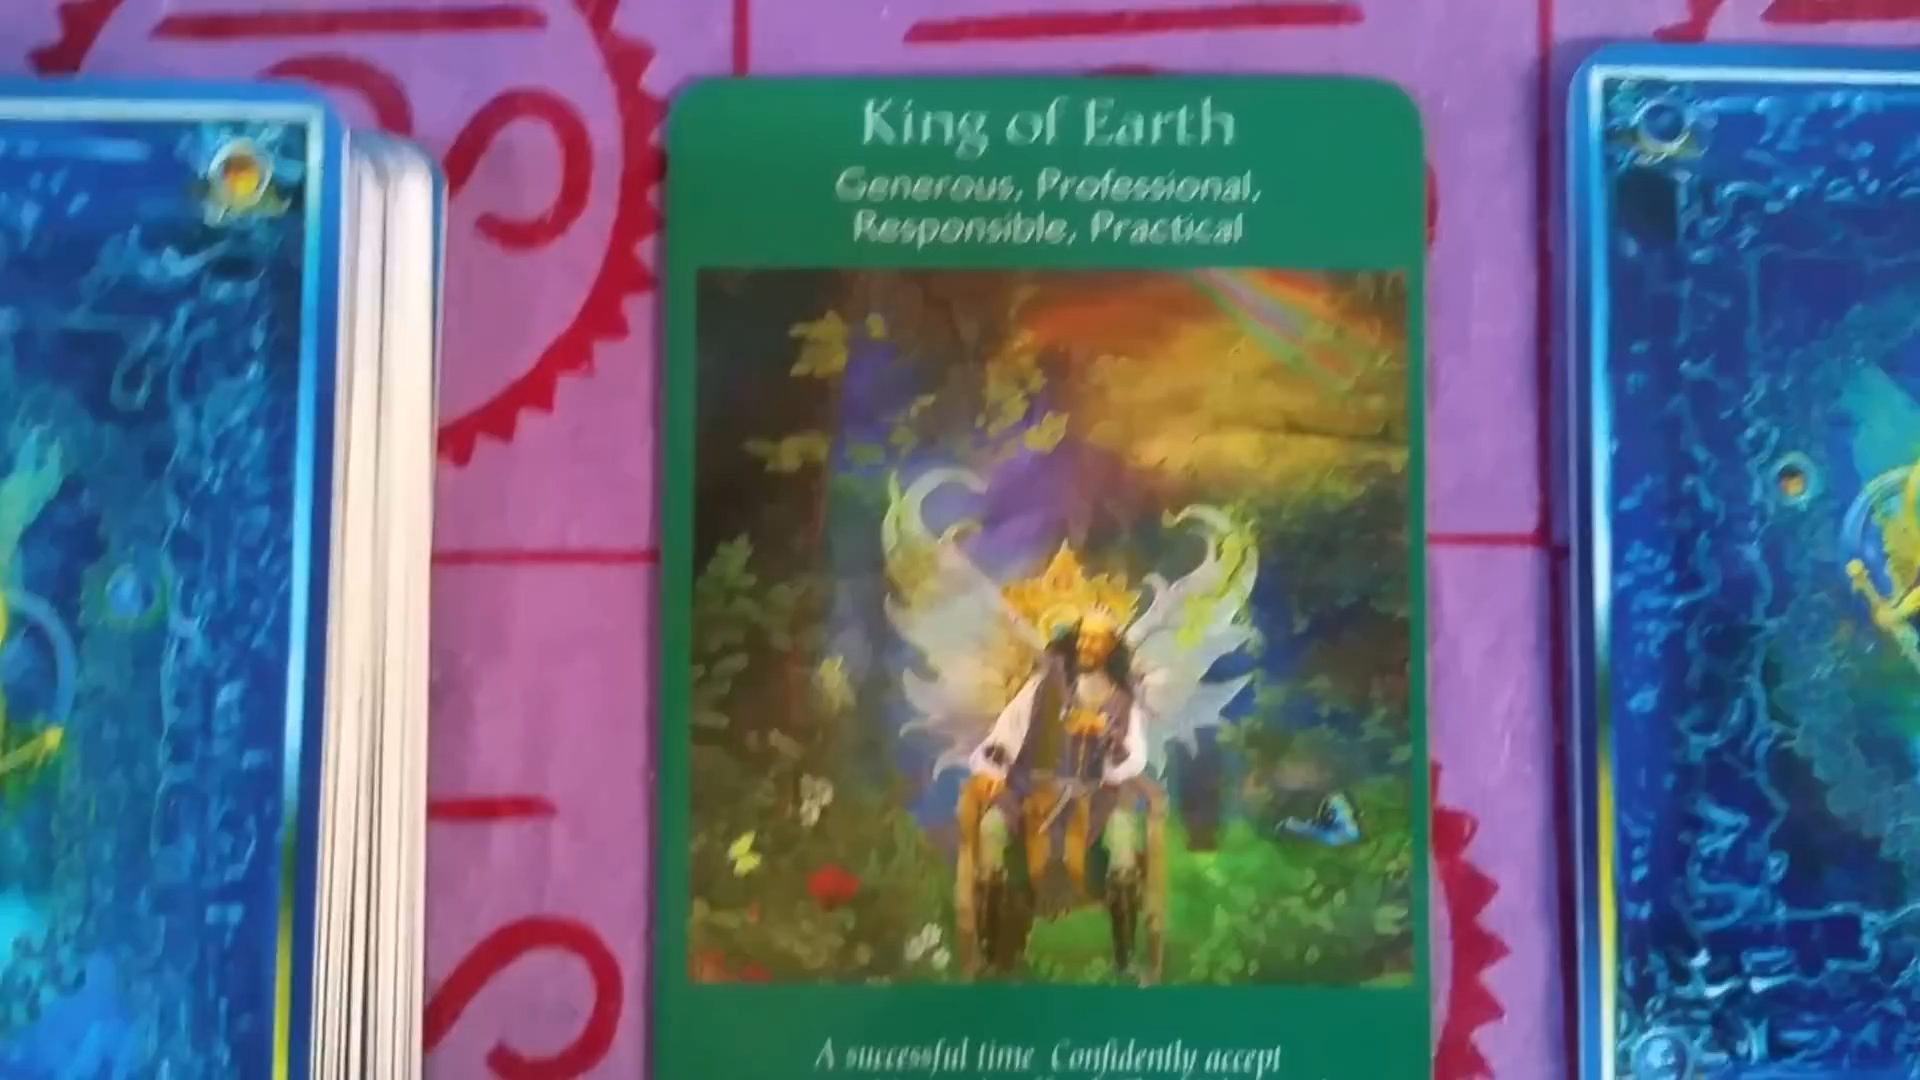 King of Earth
Generous, Professional,
Responsible, Practical
A successful time. Confidently accept